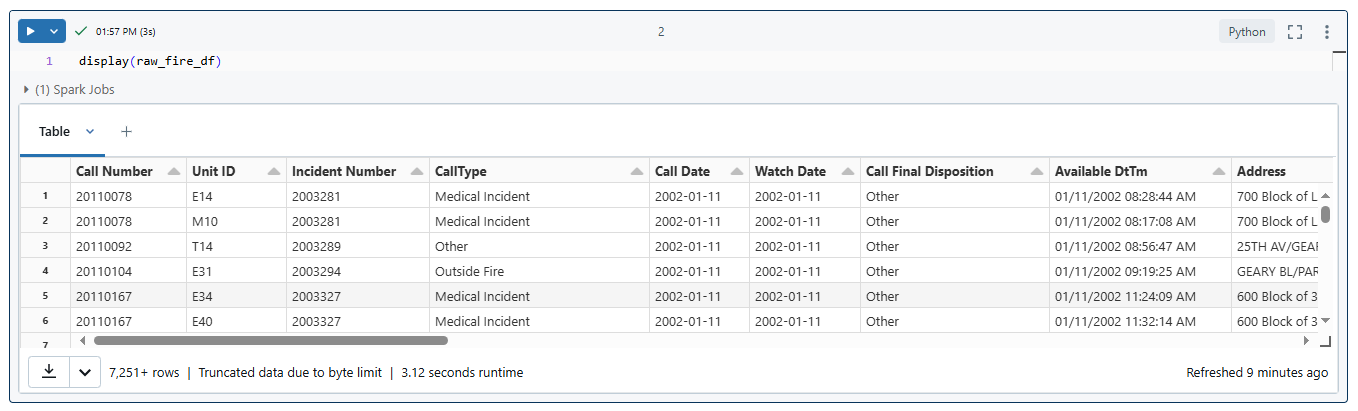 01:57 PM (3s) 2 Python
1 display(raw_fire_df)
(1) Spark Jobs
Table
Call Number Unit ID Incident Number CallType Call Date Watch Date Call Final Disposition Available DtTm Address
1 20110078 E14 2003281 Medical Incident 2002-01-11 2002-01-11 Other 01/11/2002 08:28:44 AM 700 Block of L
2 20110078 M10 2003281 Medical Incident 2002-01-11 2002-01-11 Other 01/11/2002 08:17:08 AM 700 Block of L
3 20110092 T14 2003289 Other 2002-01-11 2002-01-11 Other 01/11/2002 08:56:47 AM 25TH AV/GEAR
4 20110104 E31 2003294 Outside Fire 2002-01-11 2002-01-11 Other 01/11/2002 09:19:25 AM GEARY BL/PAR
5 20110167 E34 2003327 Medical Incident 2002-01-11 2002-01-11 Other 01/11/2002 11:24:09 AM 600 Block of 3
6 20110167 E40 2003327 Medical Incident 2002-01-11 2002-01-11 Other 01/11/2002 11:32:14 AM 600 Block of 3
7
7,251+ rows | Truncated data due to byte limit | 3.12 seconds runtime Refreshed 9 minutes ago